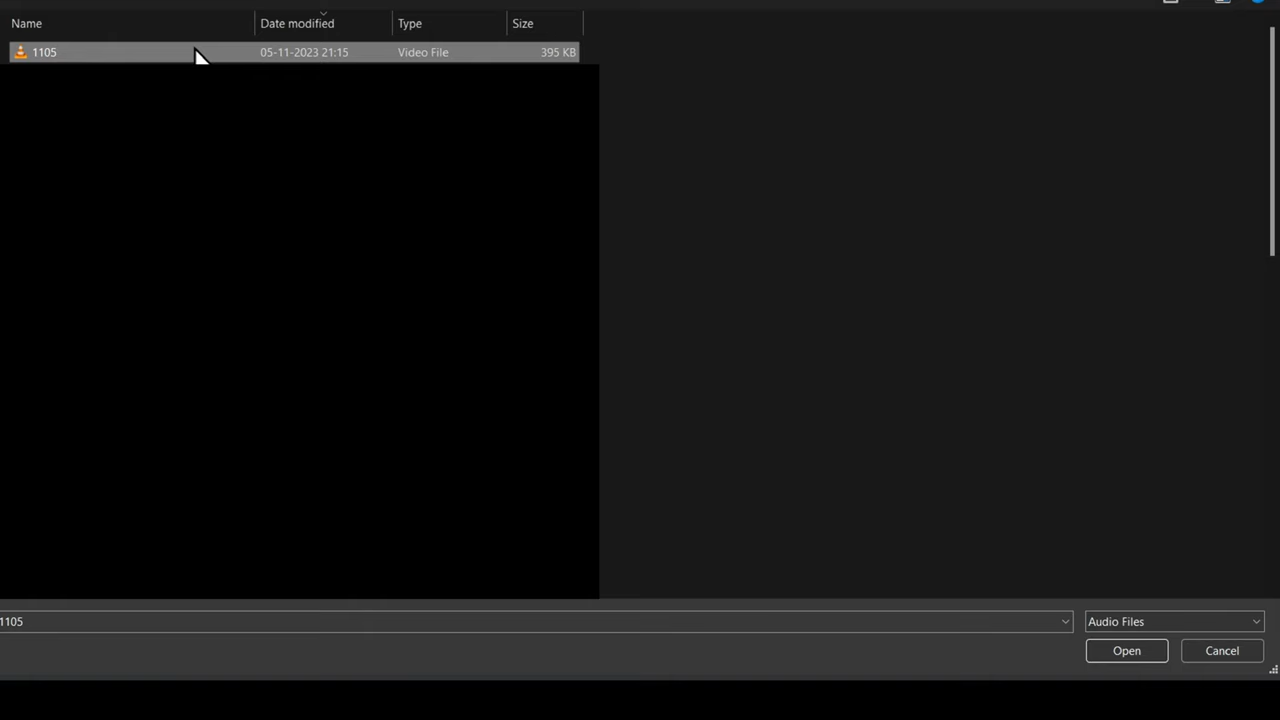 Name Date modified Type Size
1105 05-11-2023 21:15 Video File 395 KB
1105 Audio Files
Open Cancel